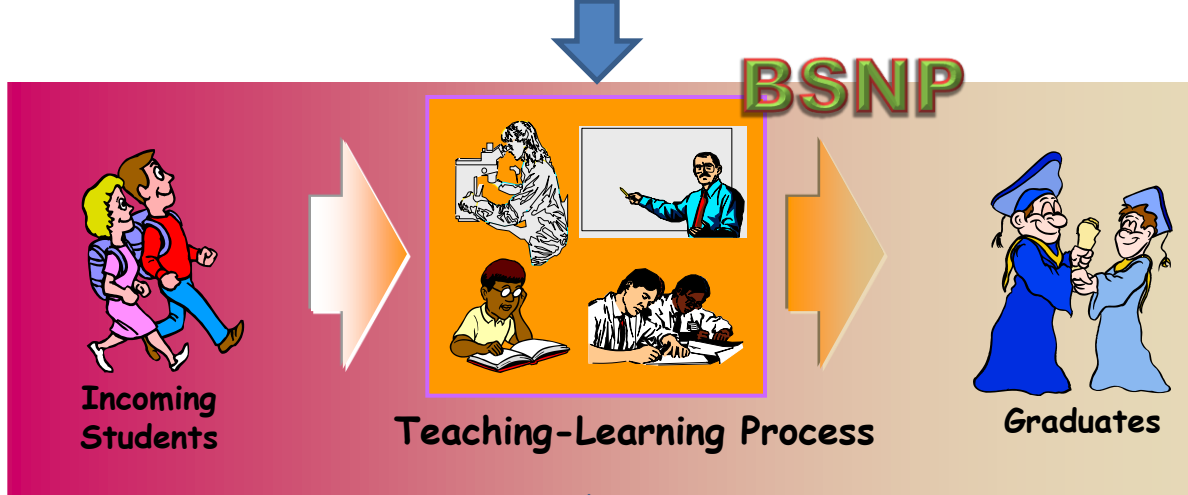 BSNP
Incoming
Students
Teaching-Learning Process
Graduates